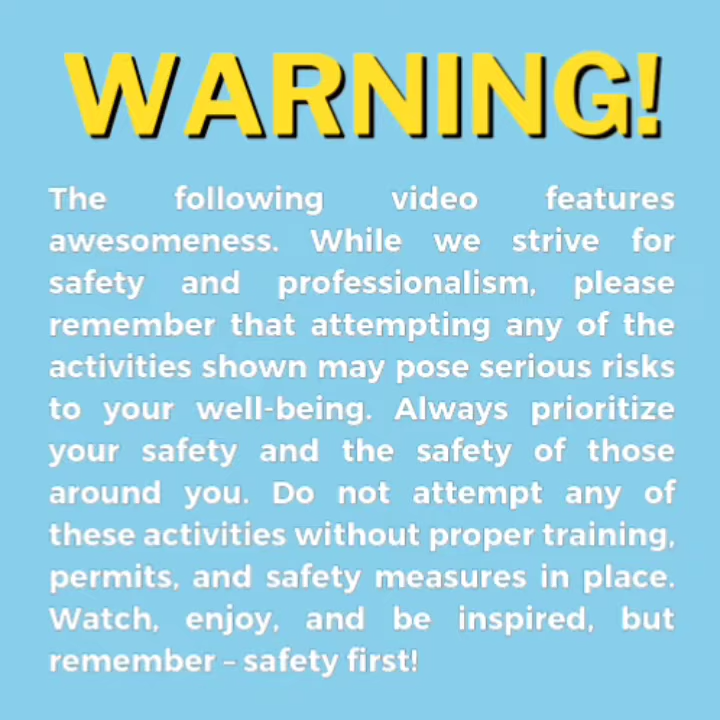 WARNING!
The following video features
awesomeness. While we strive for
safety and professionalism, please
remember that attempting any of the
activities shown may pose serious risks
to your well-being. Always prioritize
your safety and the safety of those
around you. Do not attempt any of
these activities without proper training,
permits, and safety measures in place.
Watch, enjoy, and be inspired, but
remember – safety first!